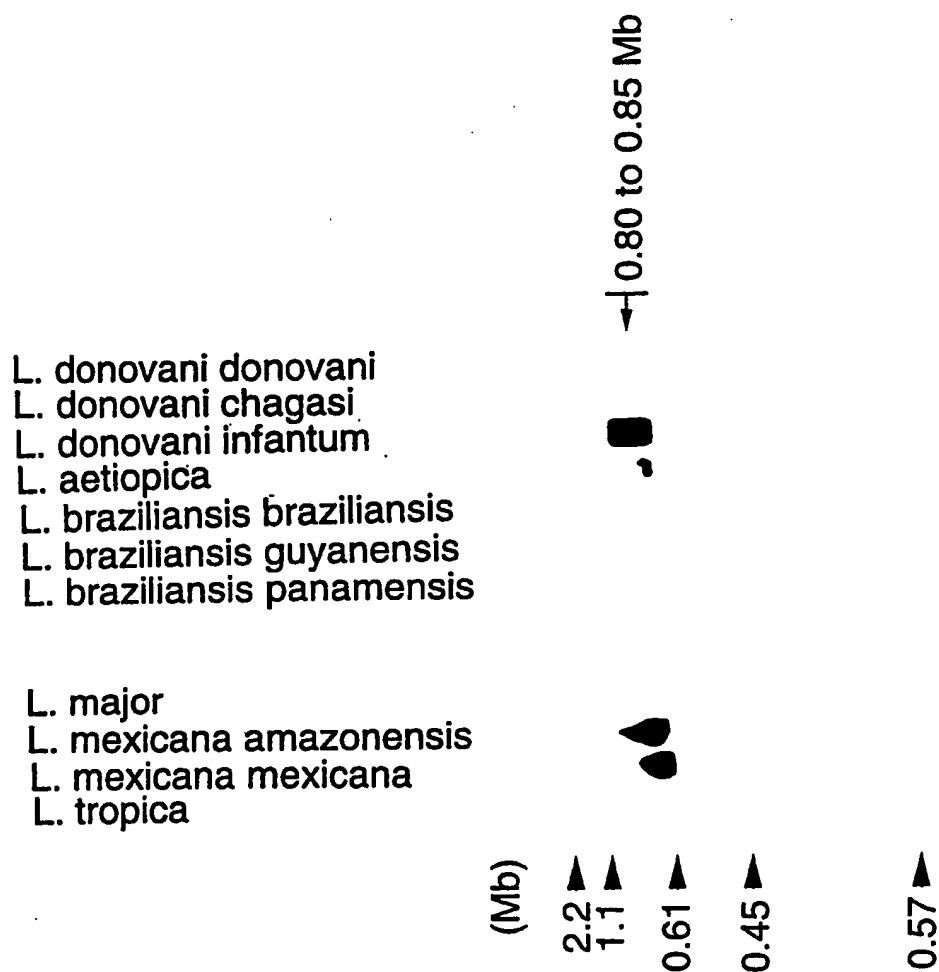 0.80 to 0.85 Mb
L. donovani donovani
L. donovani chagasi
L. donovani infantum
L. aetiopica
L. braziliansis braziliansis
L. braziliansis guyanensis
L. braziliansis panamensis
L. major
L. mexicana amazonensis
L. mexicana mexicana
L. tropica
(Mb)
2.2
1.1
0.61
0.45
0.57